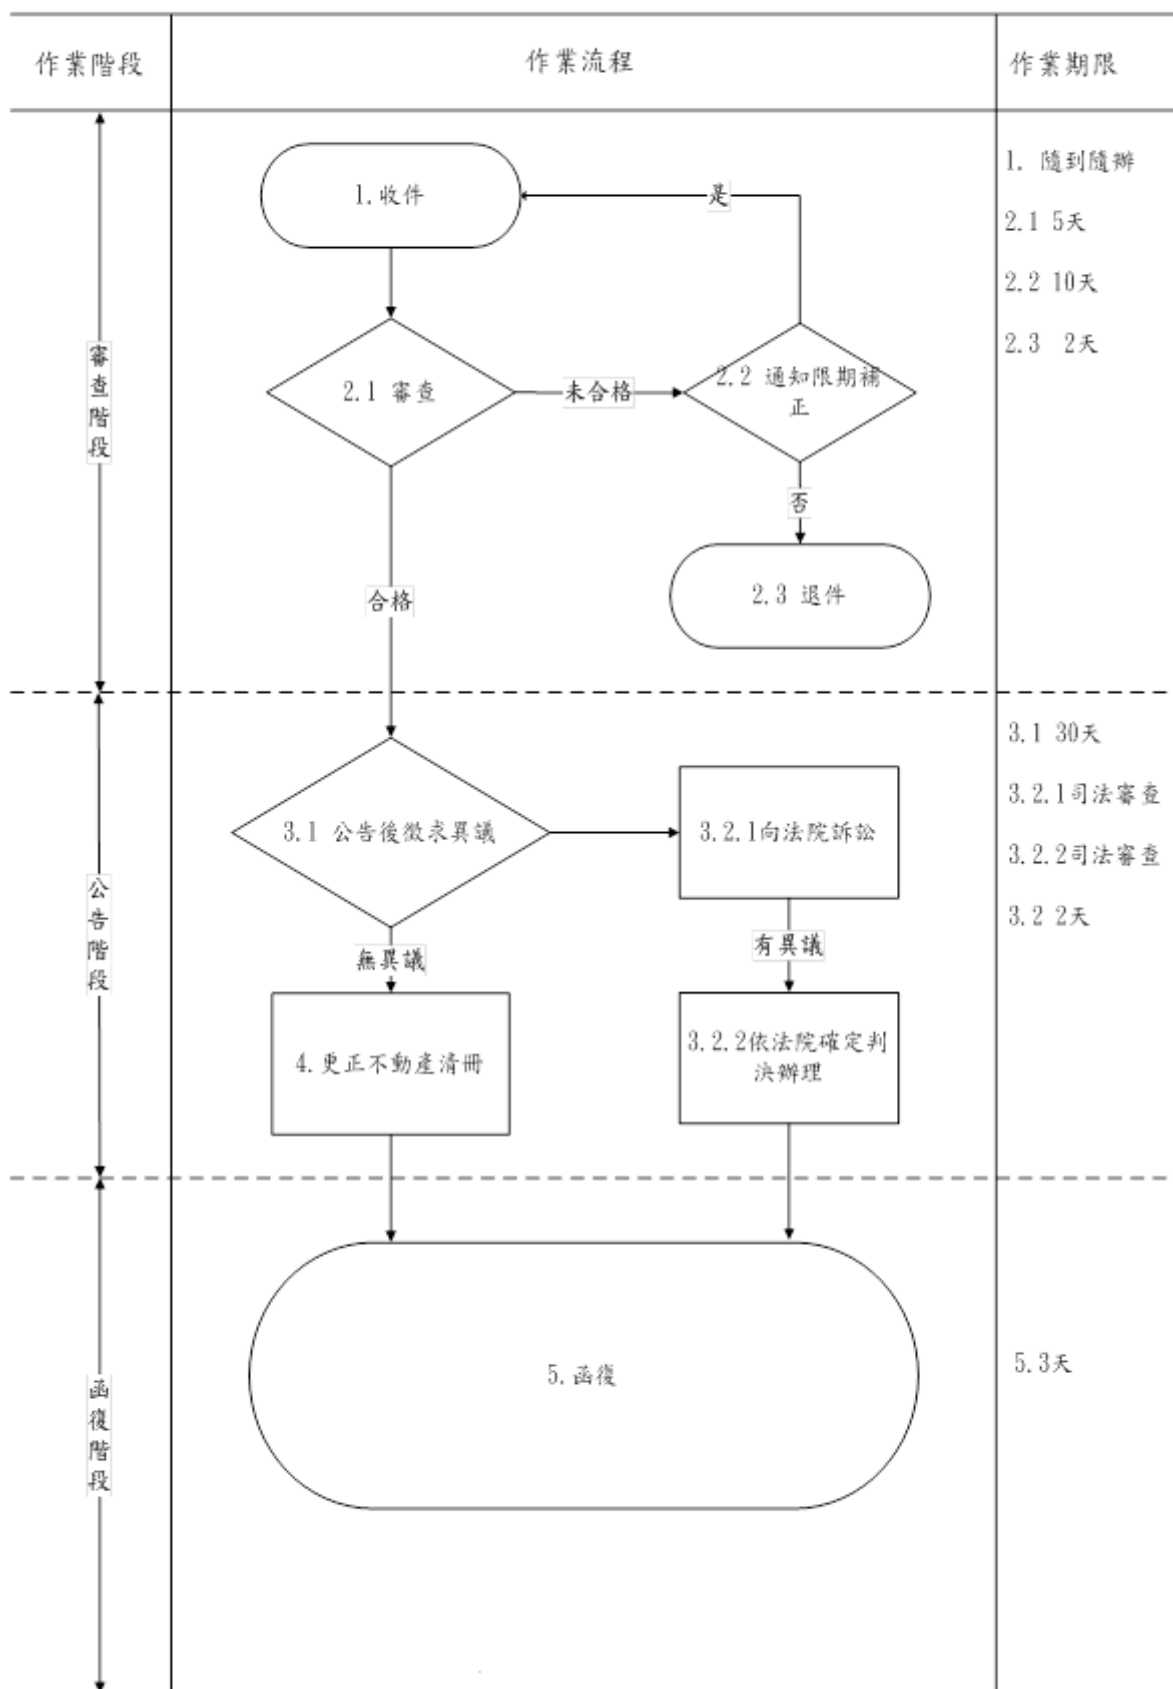 作業階段
作業流程
作業期限
審查階段
1.收件
是
2.1 審查
未合格
2.2 通知限期補
正
否
2.3 退件
合格
1. 隨到隨辦
2.1 5天
2.2 10天
2.3  2天
公告階段
3.1 公告後徵求異議
3.2.1向法院訴訟
無異議
有異議
4.更正不動產清冊
3.2.2依法院確定判
決辦理
3.1 30天
3.2.1司法審查
3.2.2司法審查
3.2 2天
函復階段
5.函復
5.3天